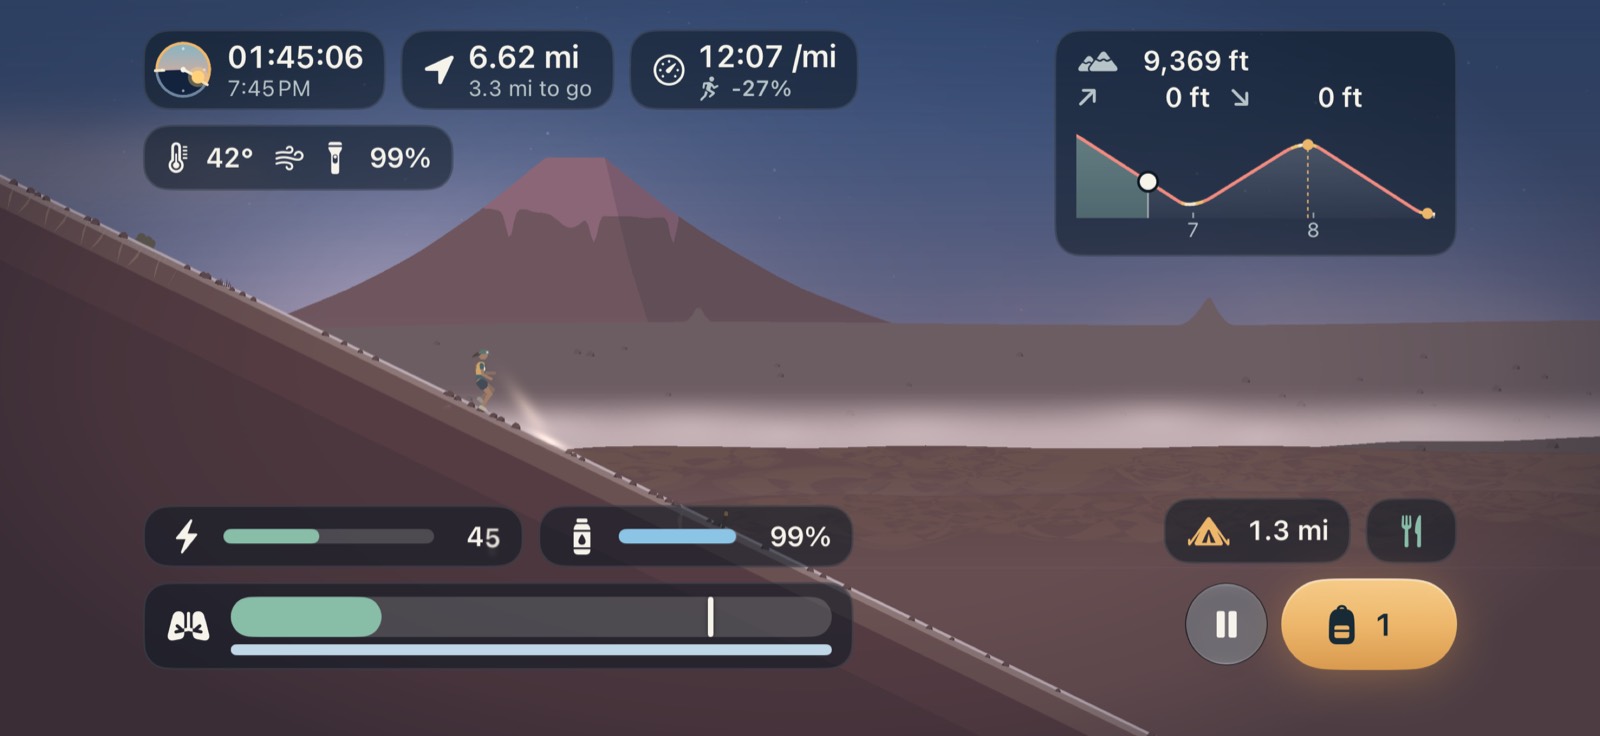 01:45:06
7:45 PM
6.62 mi
3.3 mi to go
12:07 /mi
-27%
42°
99%
9,369 ft
0 ft 0 ft
7 8
45
99%
1.3 mi
1